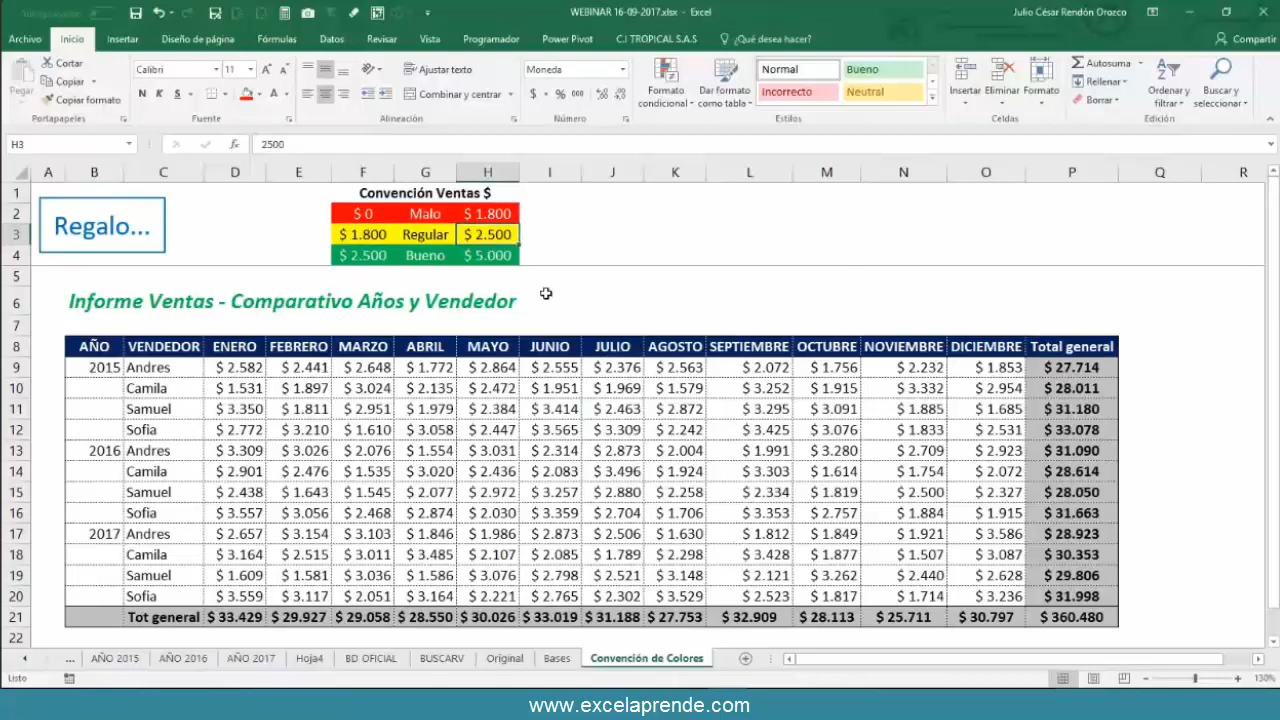 WEBINAR 16-09-2017.xlsx - Excel
Julio César Rendón Orozco
Archivo Inicio Insertar Diseño de página Fórmulas Datos Revisar Vista Programador Power Pivot C.I TROPICAL S.A.S ¿Qué desea hacer? Compartir
Pegar
Cortar
Copiar
Copiar formato
Portapapeles
Calibri 11
N K S
Fuente
Ajustar texto
Combinar y centrar
Alineación
Moneda
$ % 000
Número
Formato condicional
Dar formato como tabla
Normal Bueno
Incorrecto Neutral
Estilos
Insertar Eliminar Formato
Celdas
Autosuma
Rellenar
Borrar
Ordenar y filtrar
Buscar y seleccionar
Edición
H3 fx 2500
A B C D E F G H I J K L M N O P Q R
1 Convención Ventas $
2 $ 0 Malo $ 1.800
Regalo...
3 $ 1.800 Regular $ 2.500
4 $ 2.500 Bueno $ 5.000
5
6 Informe Ventas - Comparativo Años y Vendedor
7
8 AÑO VENDEDOR ENERO FEBRERO MARZO ABRIL MAYO JUNIO JULIO AGOSTO SEPTIEMBRE OCTUBRE NOVIEMBRE DICIEMBRE Total general
9 2015 Andres $ 2.582 $ 2.441 $ 2.648 $ 1.772 $ 2.864 $ 2.555 $ 2.376 $ 2.563 $ 2.072 $ 1.756 $ 2.232 $ 1.853 $ 27.714
10 Camila $ 1.531 $ 1.897 $ 3.024 $ 2.135 $ 2.472 $ 1.951 $ 1.969 $ 1.579 $ 3.252 $ 1.915 $ 3.332 $ 2.954 $ 28.011
11 Samuel $ 3.350 $ 1.811 $ 2.951 $ 1.979 $ 2.384 $ 3.414 $ 2.463 $ 2.872 $ 3.295 $ 3.091 $ 1.885 $ 1.685 $ 31.180
12 Sofia $ 2.772 $ 3.210 $ 1.610 $ 3.058 $ 2.447 $ 3.565 $ 3.309 $ 2.242 $ 3.425 $ 3.076 $ 1.833 $ 2.531 $ 33.078
13 2016 Andres $ 3.309 $ 3.026 $ 2.076 $ 1.554 $ 3.031 $ 2.314 $ 2.873 $ 2.004 $ 1.991 $ 3.280 $ 2.709 $ 2.923 $ 31.090
14 Camila $ 2.901 $ 2.476 $ 1.535 $ 3.020 $ 2.436 $ 2.083 $ 3.496 $ 1.924 $ 3.303 $ 1.614 $ 1.754 $ 2.072 $ 28.614
15 Samuel $ 2.438 $ 1.643 $ 1.545 $ 2.077 $ 2.972 $ 3.257 $ 2.880 $ 2.258 $ 2.334 $ 1.819 $ 2.500 $ 2.327 $ 28.050
16 Sofia $ 3.557 $ 3.056 $ 2.468 $ 2.874 $ 2.030 $ 3.359 $ 2.704 $ 1.706 $ 3.353 $ 2.757 $ 1.884 $ 1.915 $ 31.663
17 2017 Andres $ 2.657 $ 3.154 $ 3.103 $ 1.846 $ 1.986 $ 2.873 $ 2.506 $ 1.630 $ 1.812 $ 1.849 $ 1.921 $ 3.586 $ 28.923
18 Camila $ 3.164 $ 2.515 $ 3.011 $ 3.485 $ 2.107 $ 2.085 $ 1.789 $ 2.298 $ 3.428 $ 1.877 $ 1.507 $ 3.087 $ 30.353
19 Samuel $ 1.609 $ 1.581 $ 3.036 $ 1.586 $ 3.076 $ 2.798 $ 2.521 $ 3.148 $ 2.121 $ 3.262 $ 2.440 $ 2.628 $ 29.806
20 Sofia $ 3.559 $ 3.117 $ 2.051 $ 3.164 $ 2.221 $ 2.765 $ 2.302 $ 3.529 $ 2.523 $ 1.817 $ 1.714 $ 3.236 $ 31.998
21 Tot general $ 33.429 $ 29.927 $ 29.058 $ 28.550 $ 30.026 $ 33.019 $ 31.188 $ 27.753 $ 32.909 $ 28.113 $ 25.711 $ 30.797 $ 360.480
22
... AÑO 2015 AÑO 2016 AÑO 2017 Hoja4 BD OFICIAL BUSCARV Original Bases Convención de Colores
Listo 130%
www.excelaprende.com